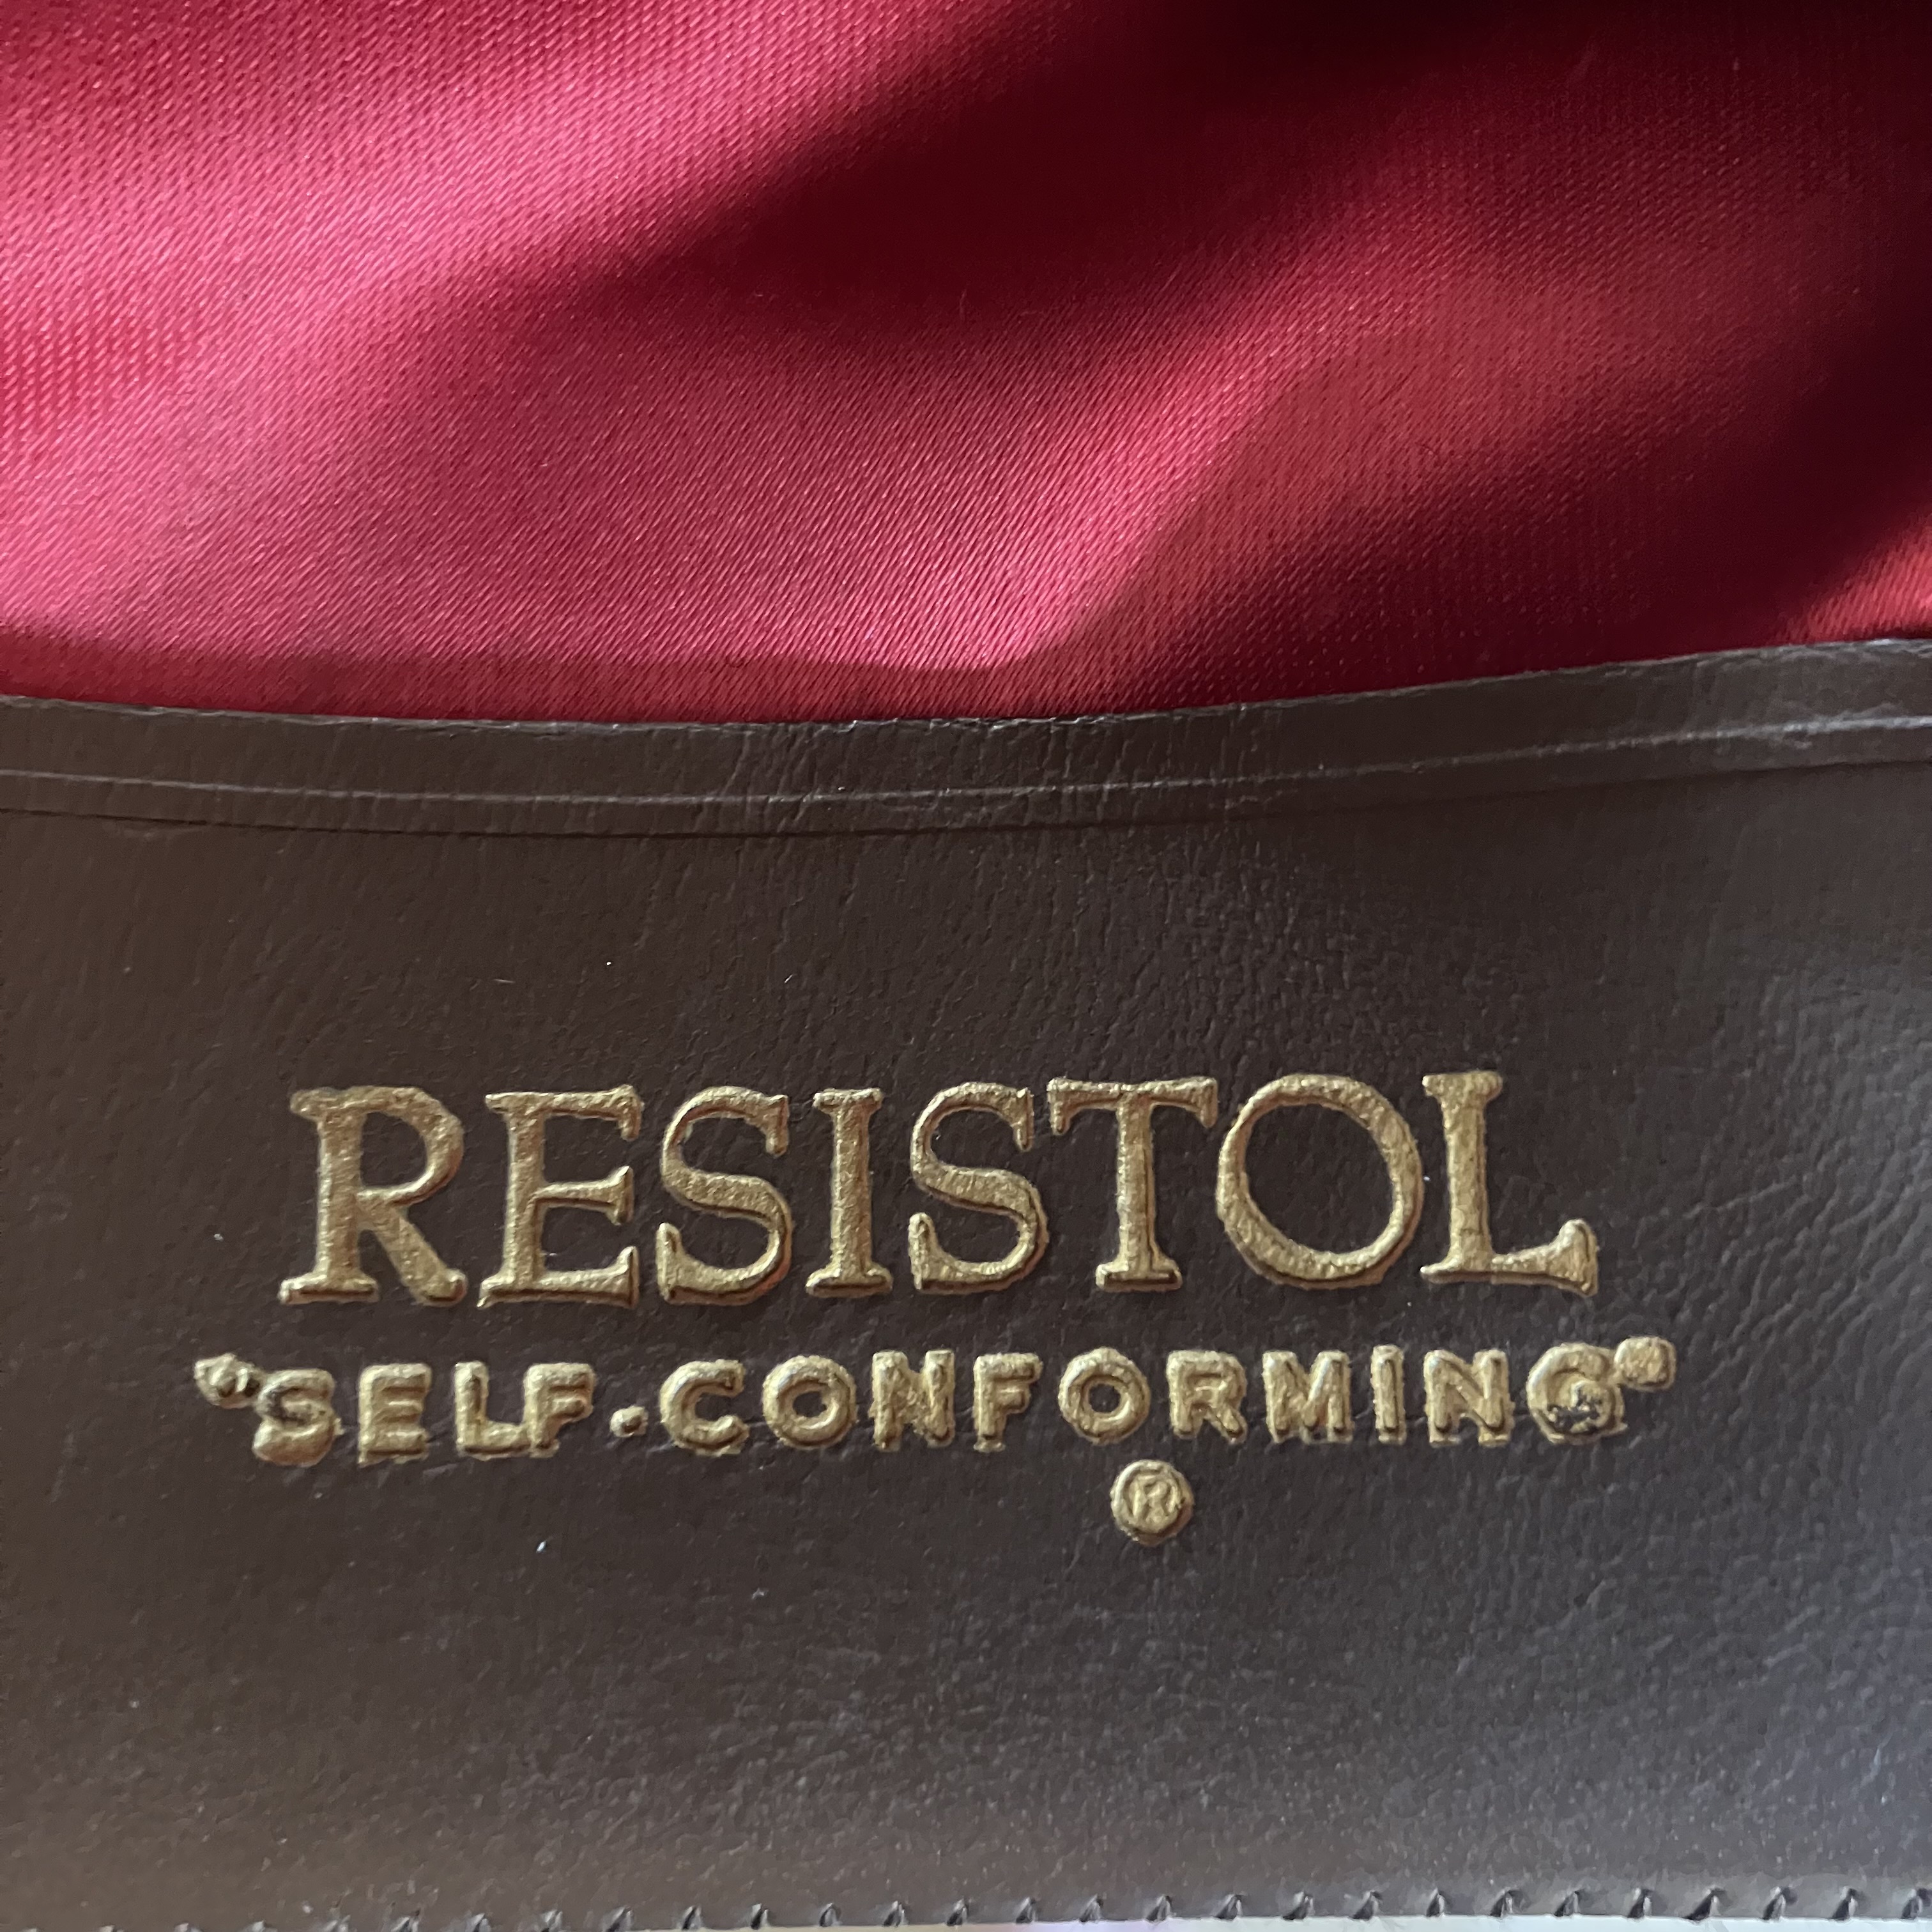 RESISTOL
"SELF-CONFORMING"
®